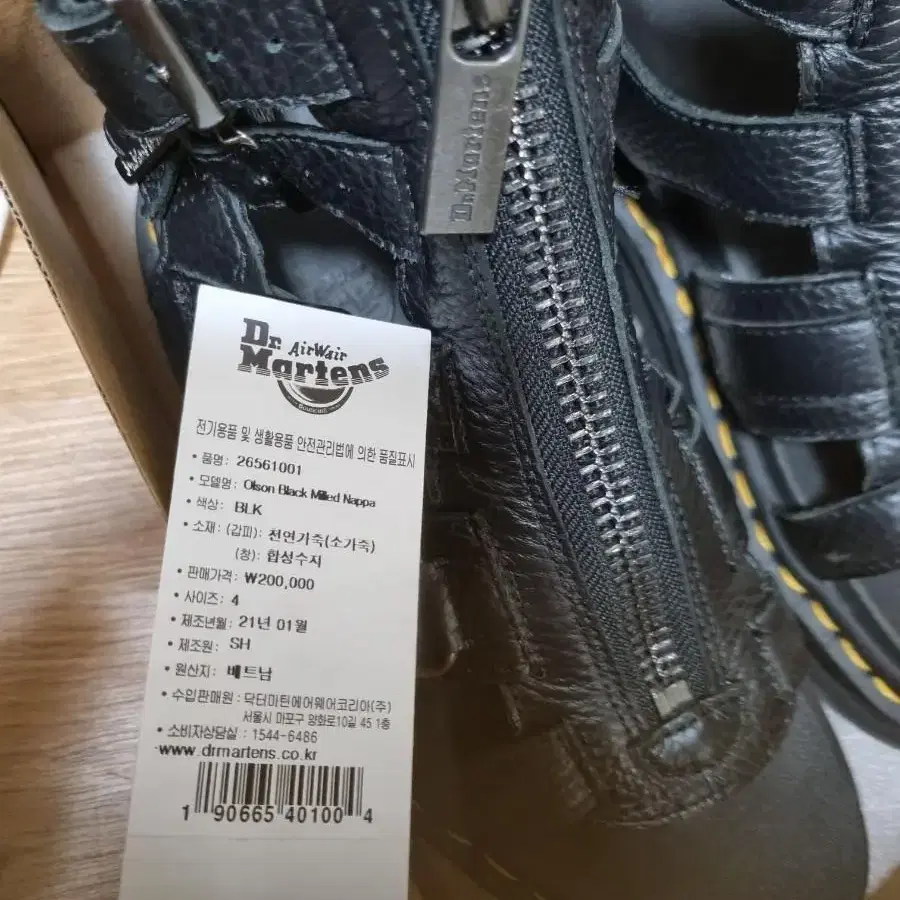 Dr.Martens
Dr. AirWair
Martens
전기용품 및 생활용품 안전관리법에 의한 품질표시
• 품명: 26561001
• 모델명: Olson Black Milled Nappa
• 색상: BLK
• 소재: (갑피): 천연가죽(소가죽)
(창): 합성수지
• 판매가격: ₩200,000
• 사이즈: 4
• 제조년월: 21년 01월
• 제조원: SH
• 원산지: 베트남
• 수입판매원 : 닥터마틴에어웨어코리아(주)
서울시 마포구 양화로10길 45 1층
• 소비자상담실 : 1544-6486
www.drmartens.co.kr
1 90665 40100 4